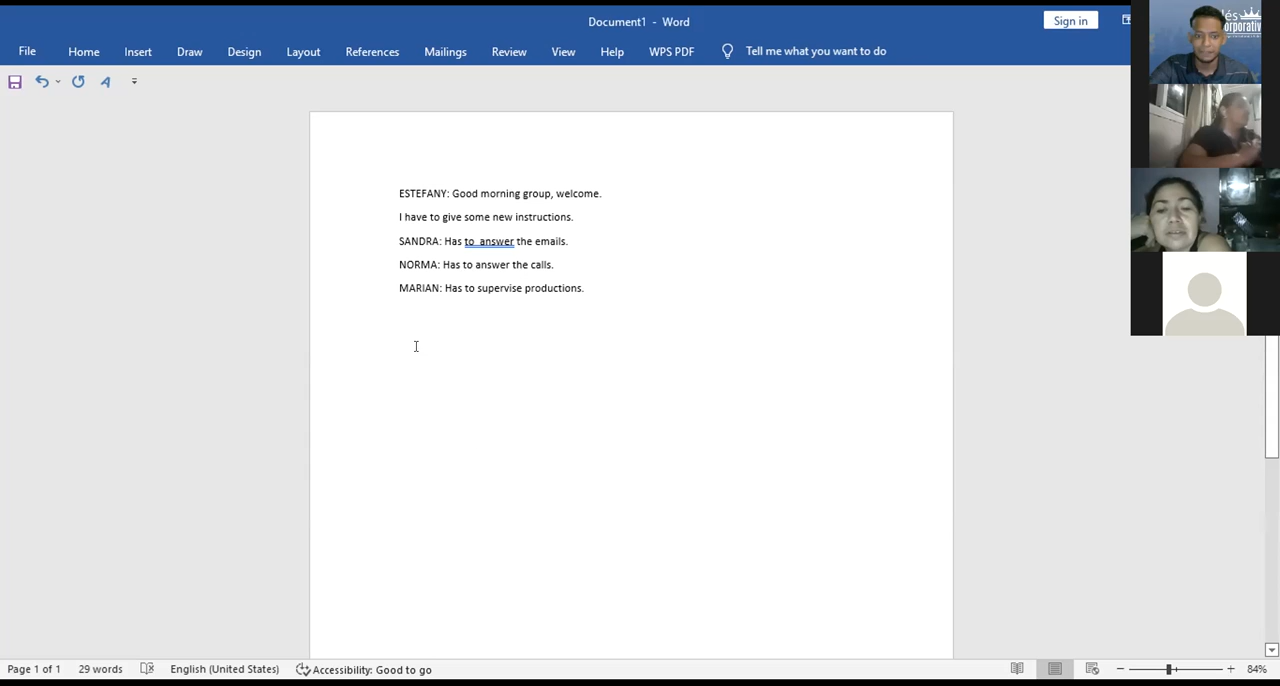 Document1 - Word
Sign in
File Home Insert Draw Design Layout References Mailings Review View Help WPS PDF Tell me what you want to do
ESTEFANY: Good morning group, welcome.
I have to give some new instructions.
SANDRA: Has to  answer the emails.
NORMA: Has to answer the calls.
MARIAN: Has to supervise productions.
Page 1 of 1 29 words English (United States) Accessibility: Good to go 84%